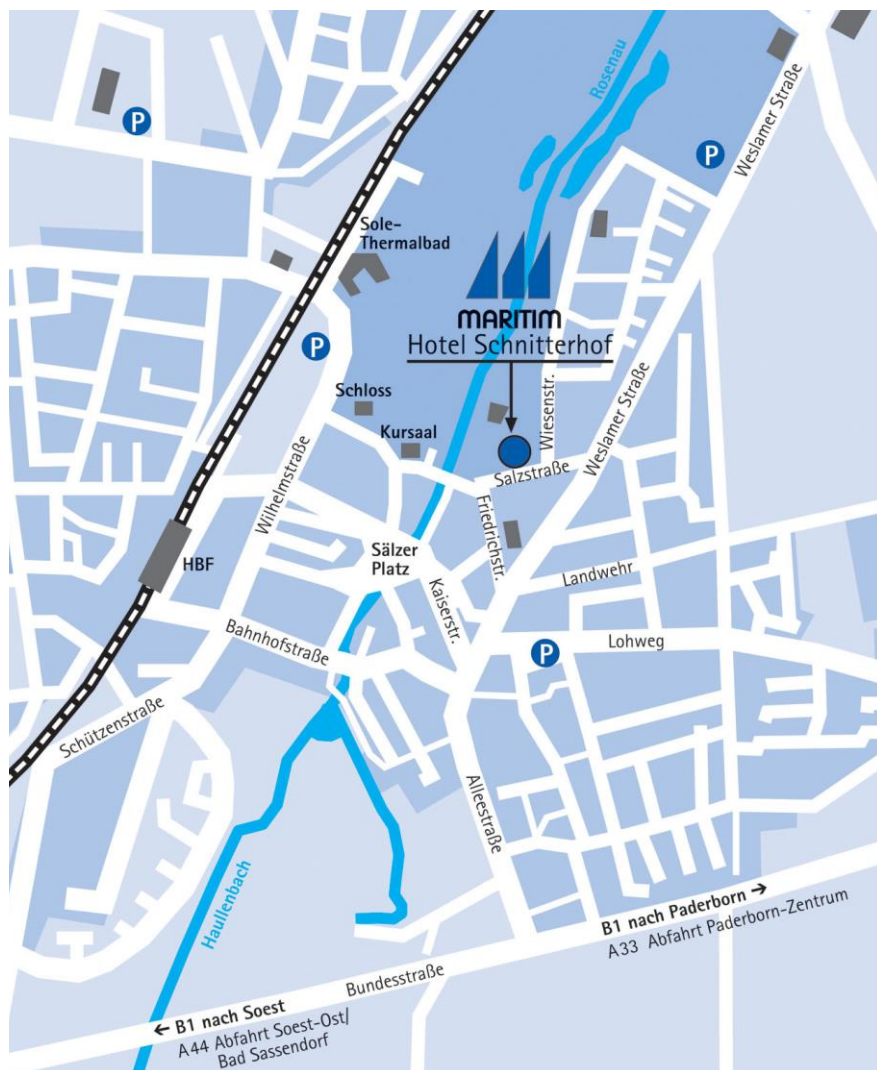 Rosenau
Weslamer Straße
P
P
Sole-
Thermalbad
MARITIM
Hotel Schnitterhof
P
Schloss
Kursaal
Wiesenstr.
Weslamer Straße
Salzstraße
Wilhelmstraße
Friedrichstr.
HBF
Sälzer
Platz
Landwehr
Kaiserstr.
Bahnhofstraße
Lohweg
P
Schützenstraße
Alleestraße
Haullenbach
B1 nach Paderborn →
A33 Abfahrt Paderborn-Zentrum
Bundesstraße
← B1 nach Soest
A44 Abfahrt Soest-Ost/
Bad Sassendorf